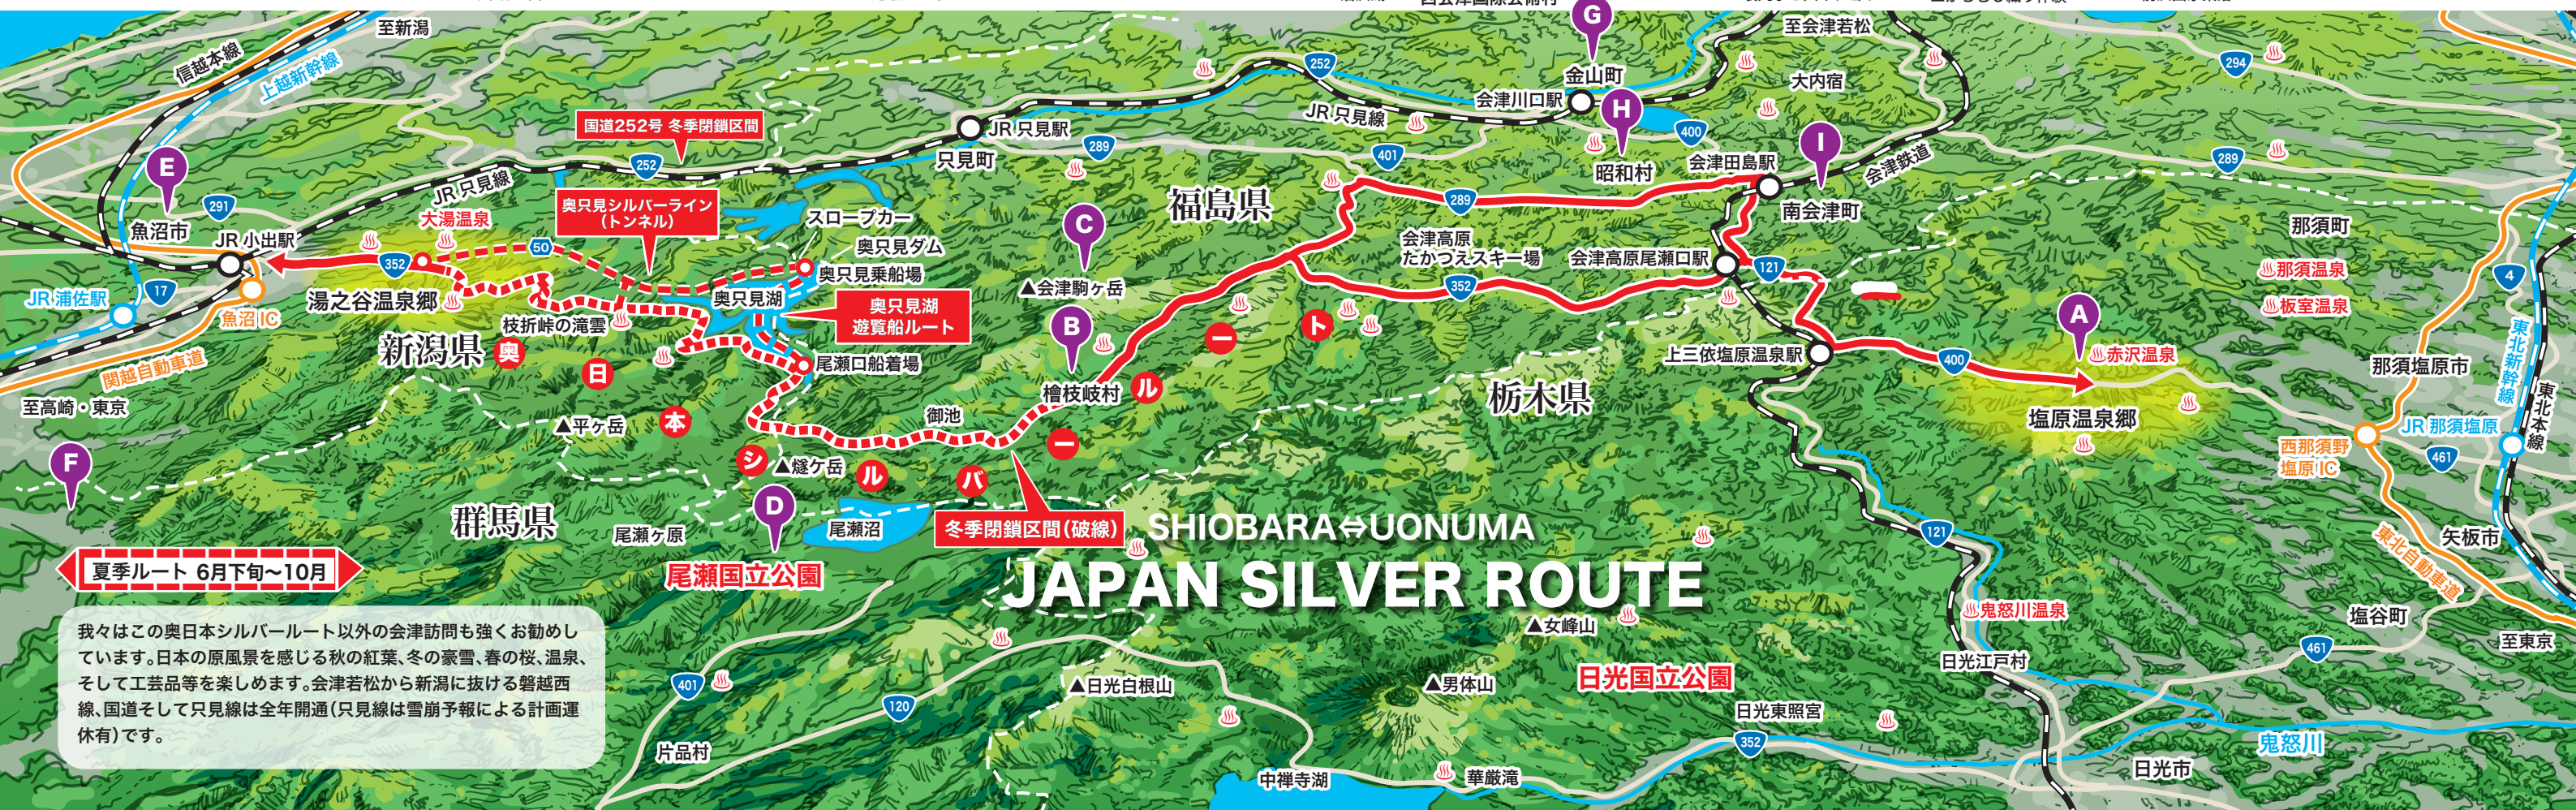 至新潟
信越本線
上越新幹線
E
魚沼市
291
JR 小出駅
JR 浦佐駅
17
魚沼 IC
関越自動車道
至高崎・東京
F
大湯温泉
352
50
湯之谷温泉郷
枝折峠の滝雲
新潟県
JR 只見線
国道252号 冬季閉鎖区間
252
奥只見シルバーライン
(トンネル)
スロープカー
奥只見ダム
奥只見乗船場
奥只見湖
奥只見湖
遊覧船ルート
尾瀬口船着場
JR 只見駅
只見町
289
252
JR 只見線
会津川口駅
G
金山町
H
昭和村
400
401
至会津若松
大内宿
I
会津田島駅
会津鉄道
南会津町
福島県
289
C
▲会津駒ヶ岳
B
檜枝岐村
会津高原
たかつえスキー場
352
会津高原尾瀬口駅
121
上三依塩原温泉駅
400
A
赤沢温泉
塩原温泉郷
栃木県
294
289
那須町
那須温泉
板室温泉
4
東北新幹線
東北本線
那須塩原市
JR 那須塩原
西那須野
塩原 IC
461
矢板市
東北自動車道
塩谷町
至東京
461
奥日本シルバールート
▲平ヶ岳
▲燧ケ岳
御池
D
尾瀬沼
尾瀬ヶ原
尾瀬国立公園
群馬県
冬季閉鎖区間(破線)
SHIOBARA⇔UONUMA
JAPAN SILVER ROUTE
夏季ルート 6月下旬〜10月
我々はこの奥日本シルバールート以外の会津訪問も強くお勧めし
ています。日本の原風景を感じる秋の紅葉、冬の豪雪、春の桜、温泉、
そして工芸品等を楽しめます。会津若松から新潟に抜ける磐越西
線、国道そして只見線は全年開通(只見線は雪崩予報による計画運
休有)です。
401
120
片品村
▲日光白根山
▲男体山
▲女峰山
日光国立公園
中禅寺湖
華厳滝
日光東照宮
352
121
鬼怒川温泉
日光江戸村
鬼怒川
日光市